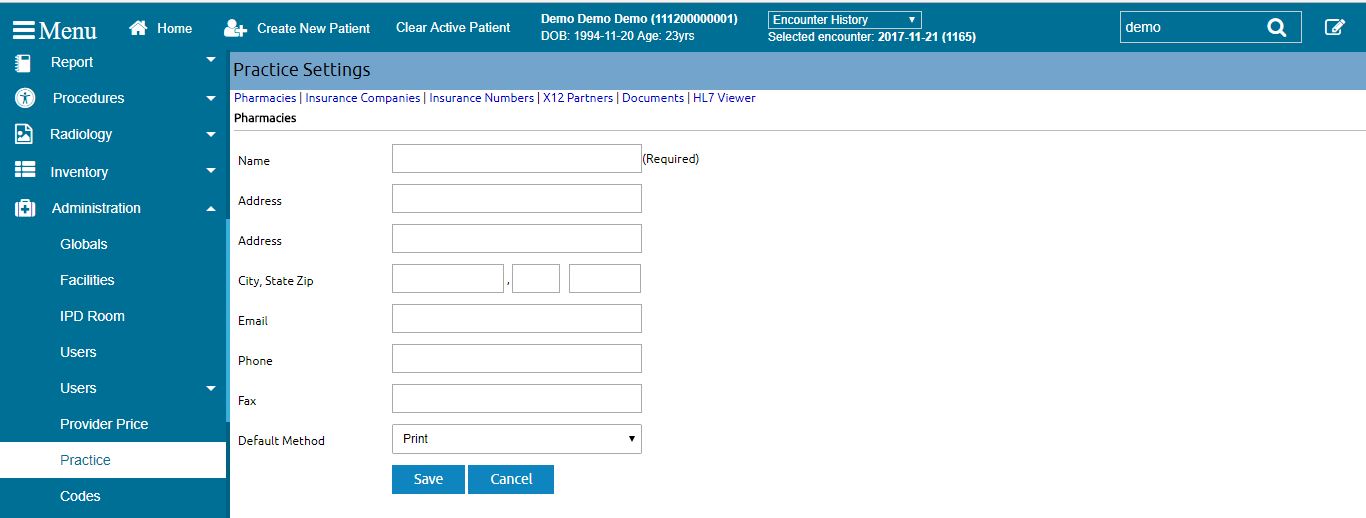 Menu Home Create New Patient Clear Active Patient Demo Demo Demo (111200000001) Encounter History demo
DOB: 1994-11-20 Age: 23yrs Selected encounter: 2017-11-21 (1165)
Report
Procedures
Radiology
Inventory
Administration
Globals
Facilities
IPD Room
Users
Users
Provider Price
Practice
Codes
Practice Settings
Pharmacies | Insurance Companies | Insurance Numbers | X12 Partners | Documents | HL7 Viewer
Pharmacies
Name (Required)
Address
Address
City, State Zip ,
Email
Phone
Fax
Default Method Print
Save Cancel